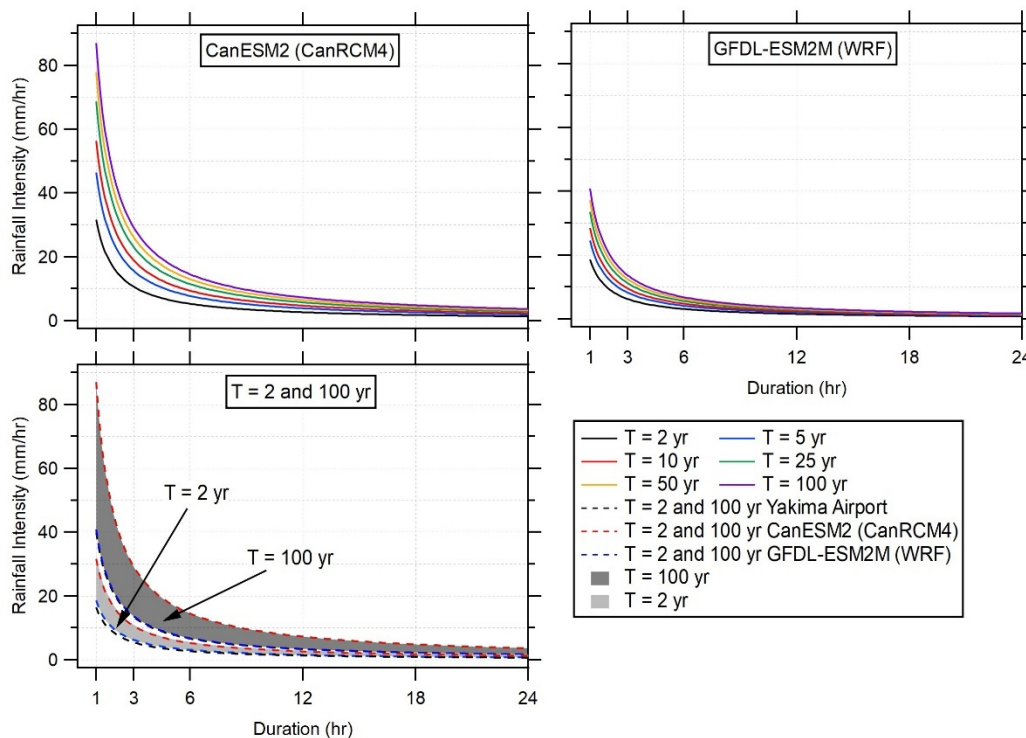 CanESM2 (CanRCM4)
Rainfall Intensity (mm/hr)
80
60
40
20
0
GFDL-ESM2M (WRF)
1 3 6 12 18 24
Duration (hr)
T = 2 and 100 yr
Rainfall Intensity (mm/hr)
80
60
40
20
0
T = 2 yr
T = 100 yr
1 3 6 12 18 24
Duration (hr)
T = 2 yr T = 5 yr
T = 10 yr T = 25 yr
T = 50 yr T = 100 yr
T = 2 and 100 yr Yakima Airport
T = 2 and 100 yr CanESM2 (CanRCM4)
T = 2 and 100 yr GFDL-ESM2M (WRF)
T = 100 yr
T = 2 yr